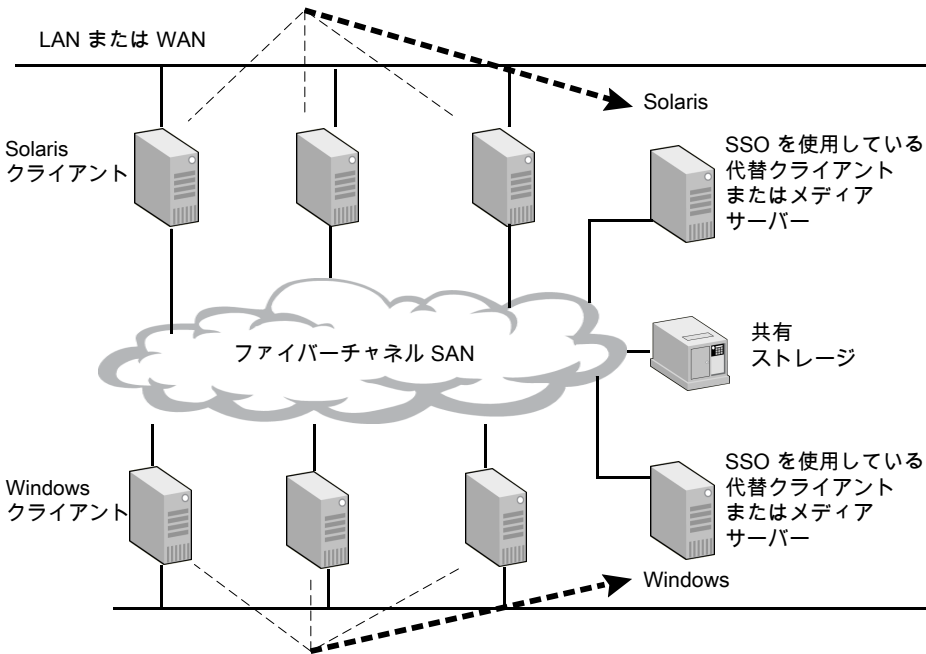 LAN または WAN
Solaris
Solaris
クライアント
SSO を使用している
代替クライアント
またはメディア
サーバー
ファイバーチャネル SAN
共有
ストレージ
Windows
クライアント
SSO を使用している
代替クライアント
またはメディア
サーバー
Windows